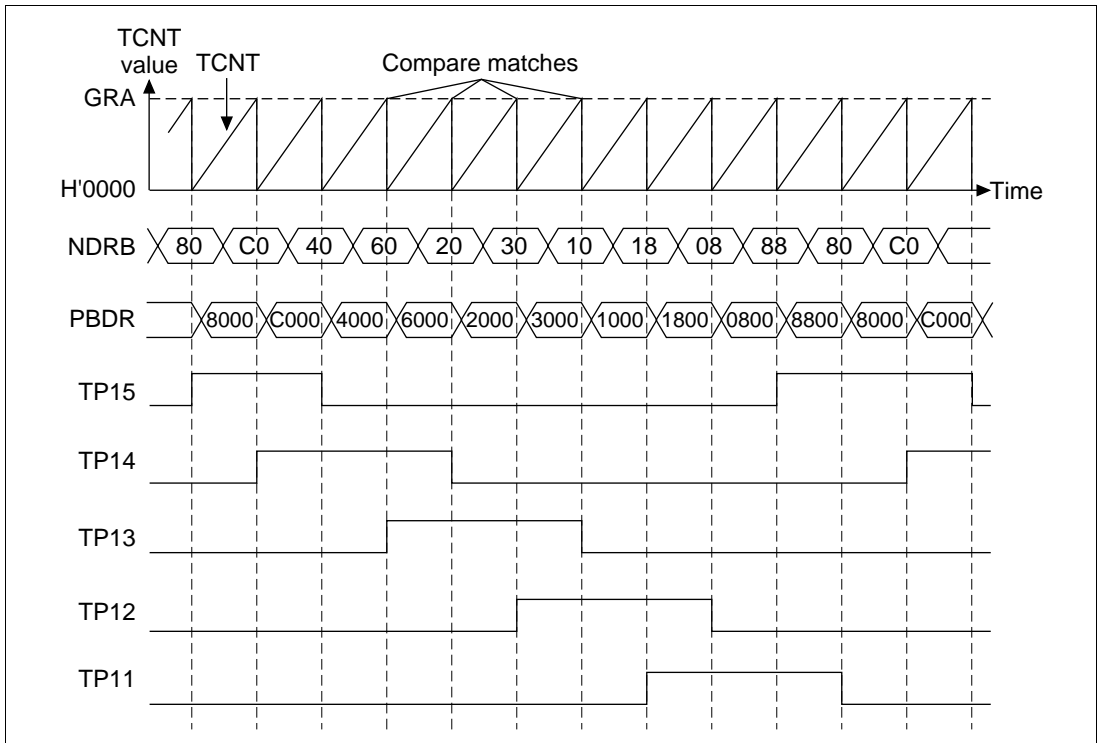 TCNT
value TCNT Compare matches
GRA
H'0000 Time
NDRB 80 C0 40 60 20 30 10 18 08 88 80 C0
PBDR 8000 C000 4000 6000 2000 3000 1000 1800 0800 8800 8000 C000
TP15
TP14
TP13
TP12
TP11